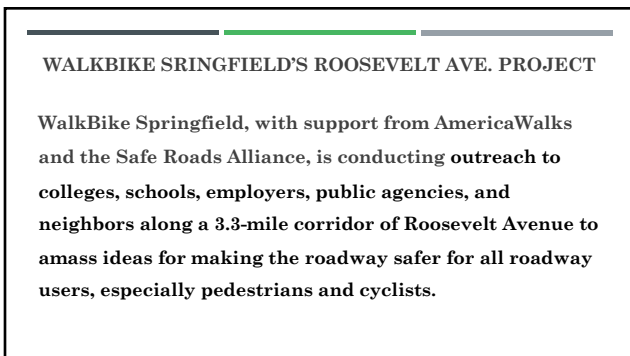 WALKBIKE SRINGFIELD'S ROOSEVELT AVE. PROJECT
WalkBike Springfield, with support from AmericaWalks
and the Safe Roads Alliance, is conducting outreach to
colleges, schools, employers, public agencies, and
neighbors along a 3.3-mile corridor of Roosevelt Avenue to
amass ideas for making the roadway safer for all roadway
users, especially pedestrians and cyclists.